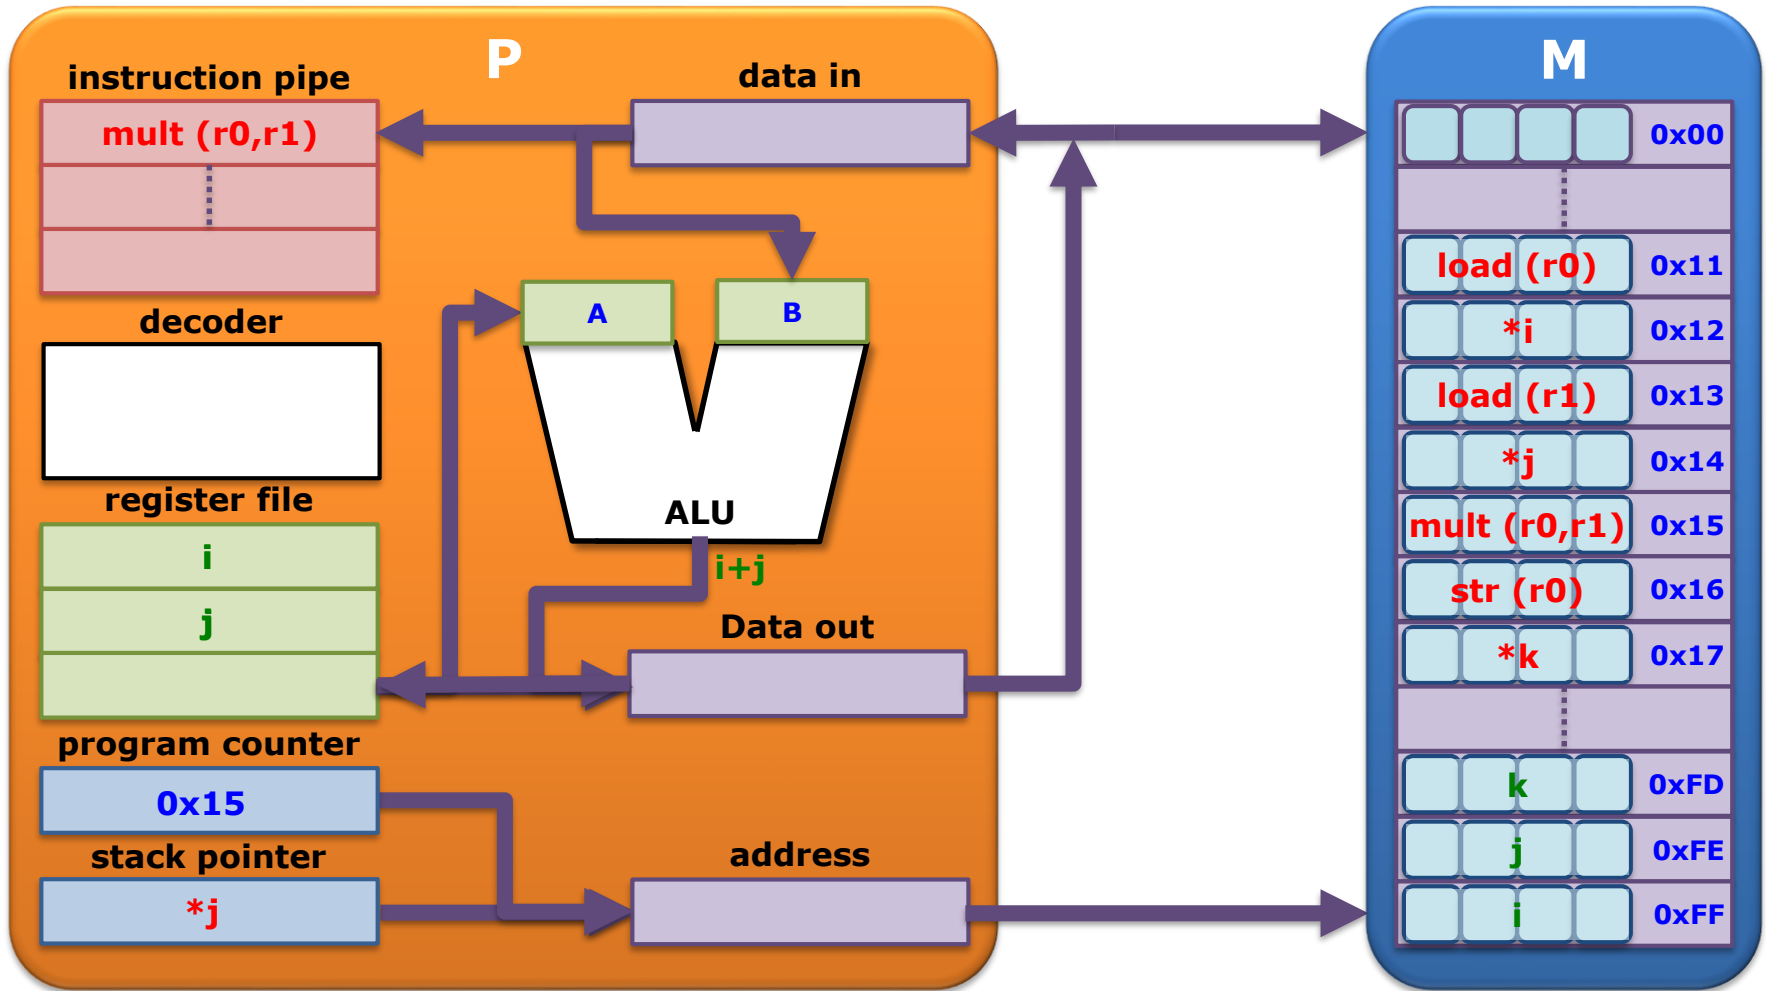 P
instruction pipe
mult (r0,r1)
decoder
register file
i
j
program counter
0x15
stack pointer
*j
data in
A
B
ALU
i+j
Data out
address
M
0x00
load (r0) 0x11
*i 0x12
load (r1) 0x13
*j 0x14
mult (r0,r1) 0x15
str (r0) 0x16
*k 0x17
k 0xFD
j 0xFE
i 0xFF